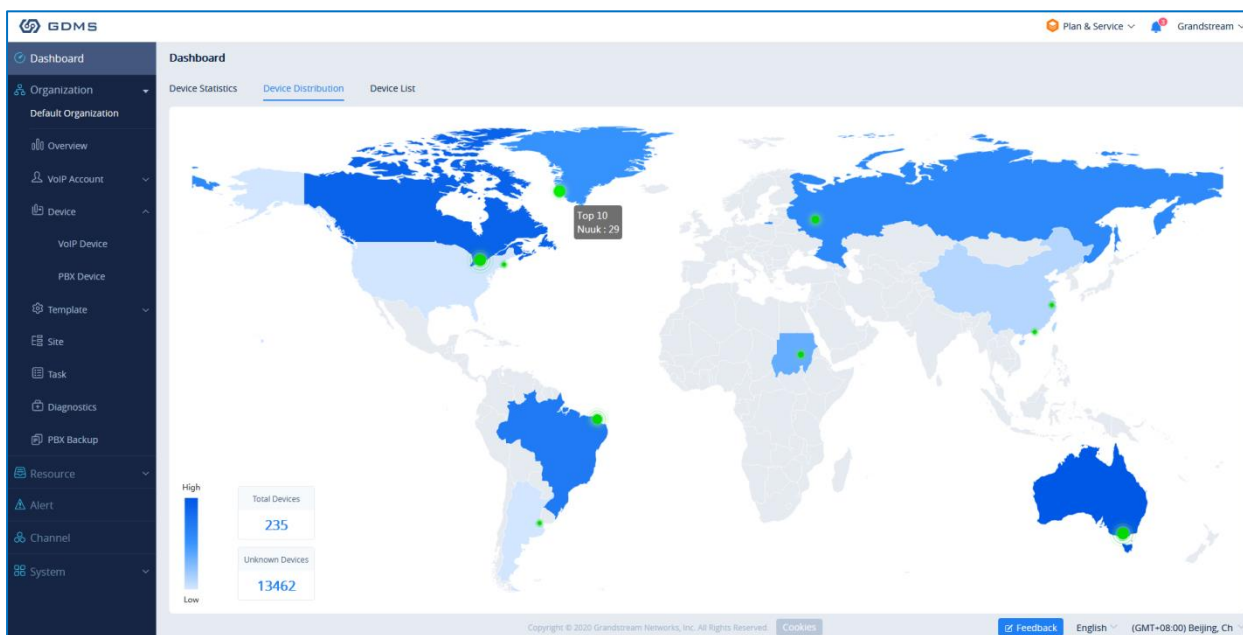 GDMS
Plan & Service
Grandstream
Dashboard
Organization
Default Organization
Overview
VoIP Account
Device
VoIP Device
PBX Device
Template
Site
Task
Diagnostics
PBX Backup
Resource
Alert
Channel
System
Dashboard
Device Statistics
Device Distribution
Device List
Top 10
Nuuk : 29
High
Low
Total Devices
235
Unknown Devices
13462
Copyright © 2020 Grandstream Networks, Inc. All Rights Reserved.
Cookies
Feedback
English
(GMT+08:00) Beijing, Ch